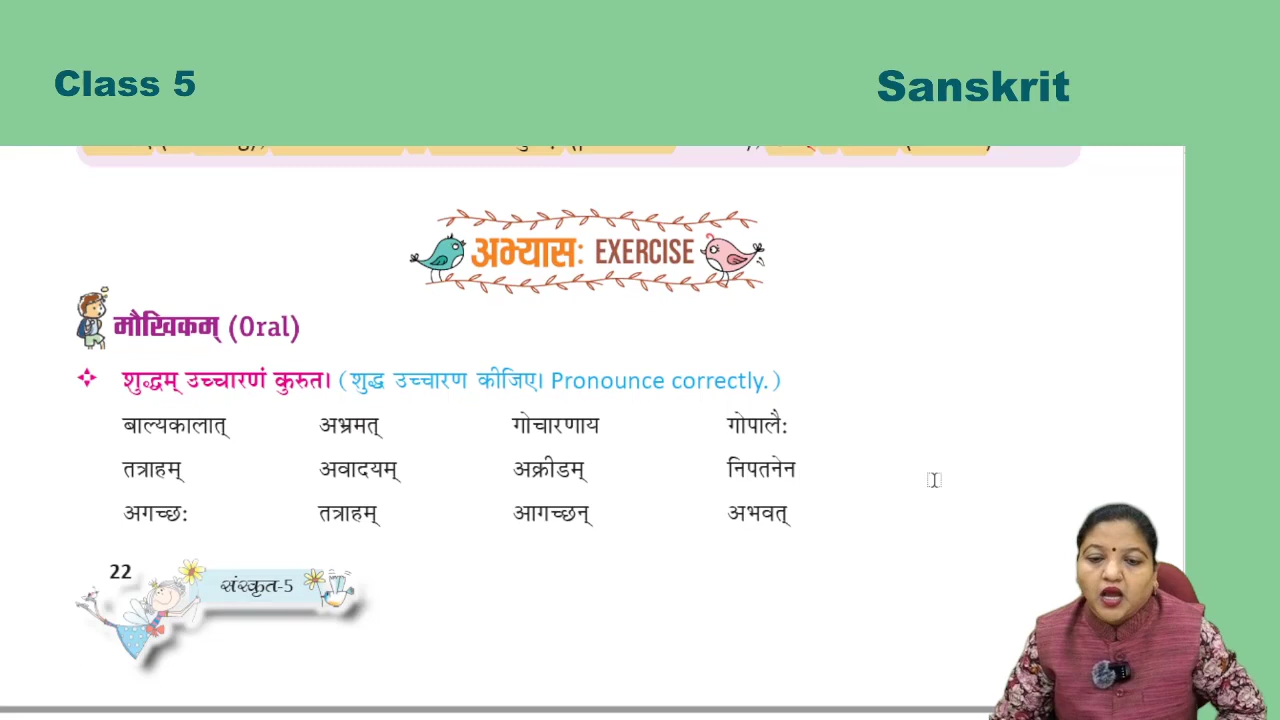 Class 5
Sanskrit
अभ्यासः EXERCISE
मौखिकम् (Oral)
शुद्धम् उच्चारणं कुरुत। (शुद्ध उच्चारण कीजिए। Pronounce correctly.)
बाल्यकालात् अभ्रमत् गोचारणाय गोपालैः
तत्राहम् अवादयम् अक्रीडम् निपतनेन
अगच्छः तत्राहम् आगच्छन् अभवत्
22
संस्कृत-5